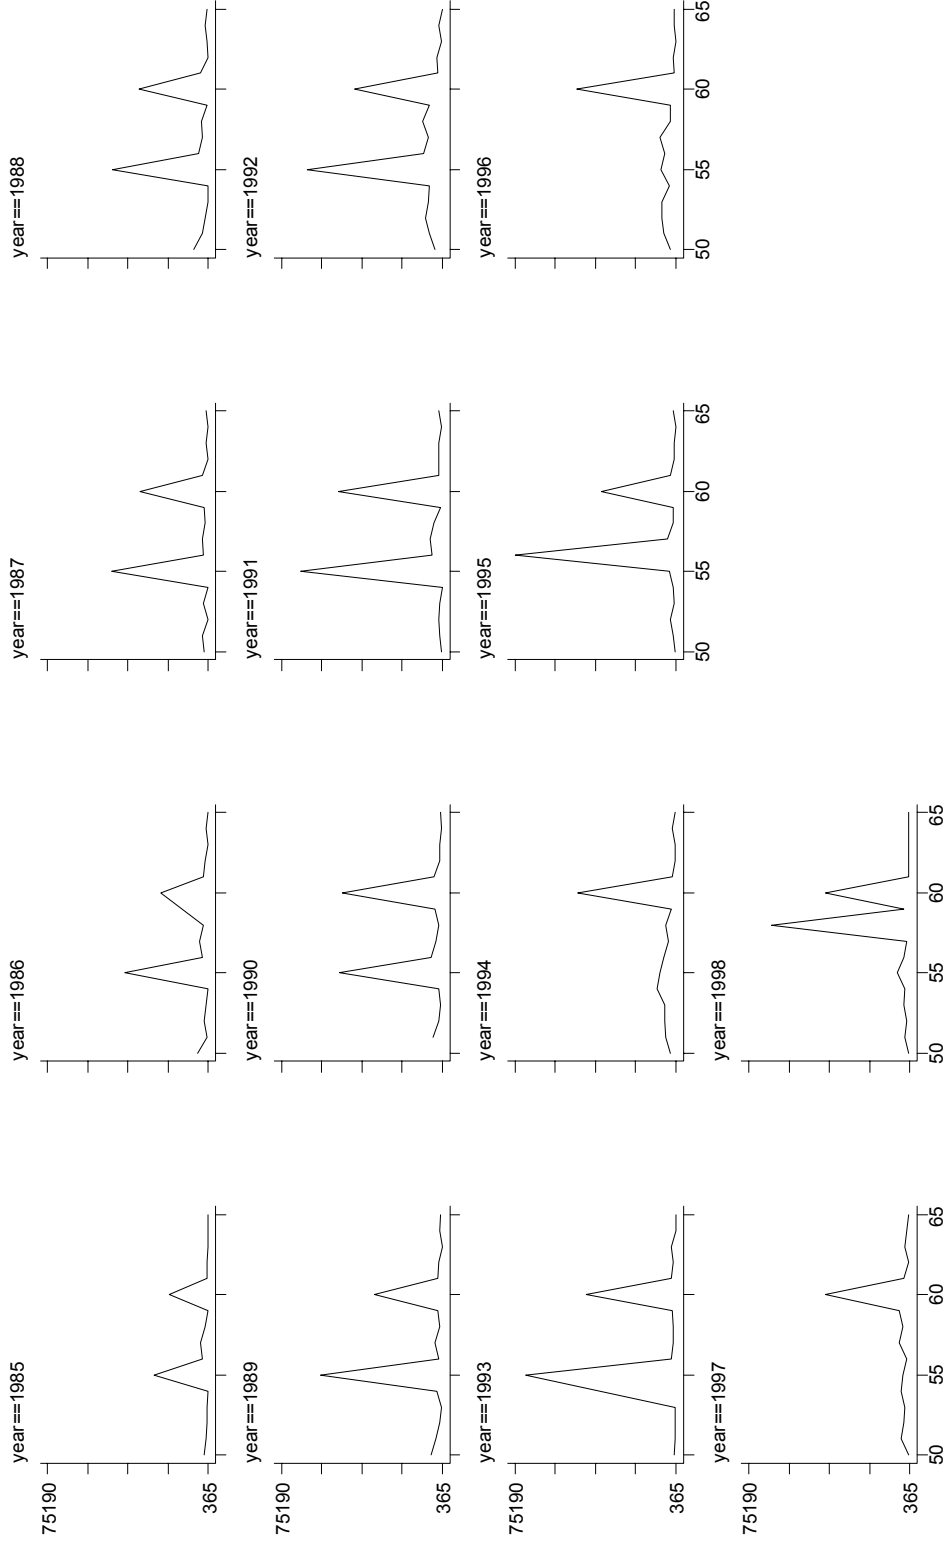 year==1985 year==1986 year==1987 year==1988
75190
365
year==1989 year==1990 year==1991 year==1992
75190
365
year==1993 year==1994 year==1995 year==1996
75190
365
50 55 60 65 50 55 60 65
year==1997 year==1998
75190
365
50 55 60 65 50 55 60 65